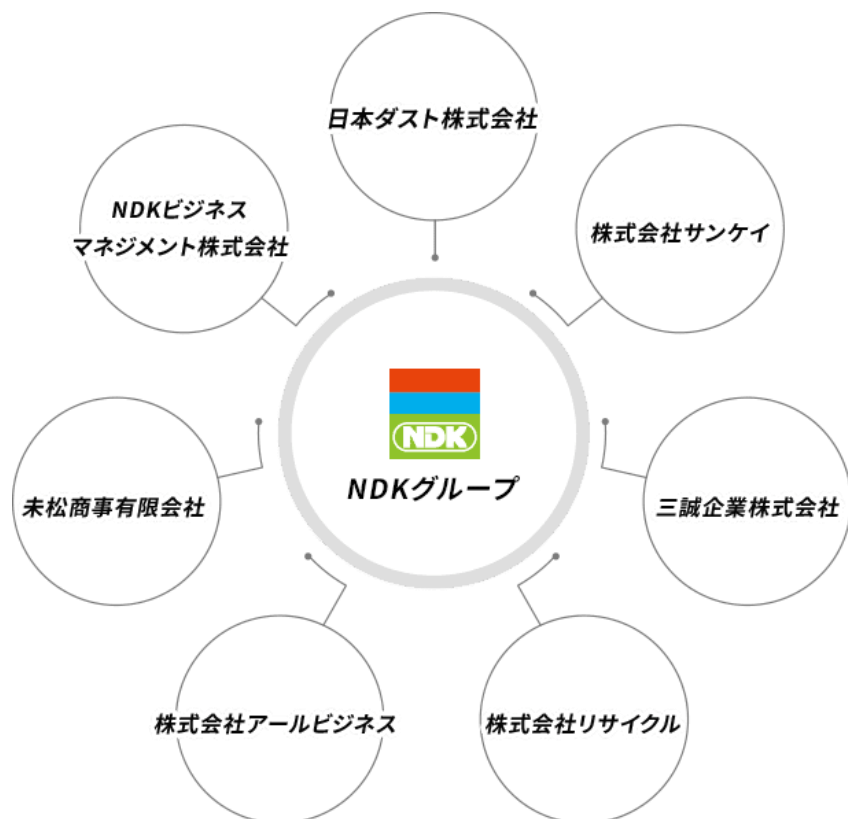 日本ダスト株式会社
NDKビジネス
マネジメント株式会社
株式会社サンケイ
NDK
NDKグループ
未松商事有限会社
三誠企業株式会社
株式会社アールビジネス
株式会社リサイクル